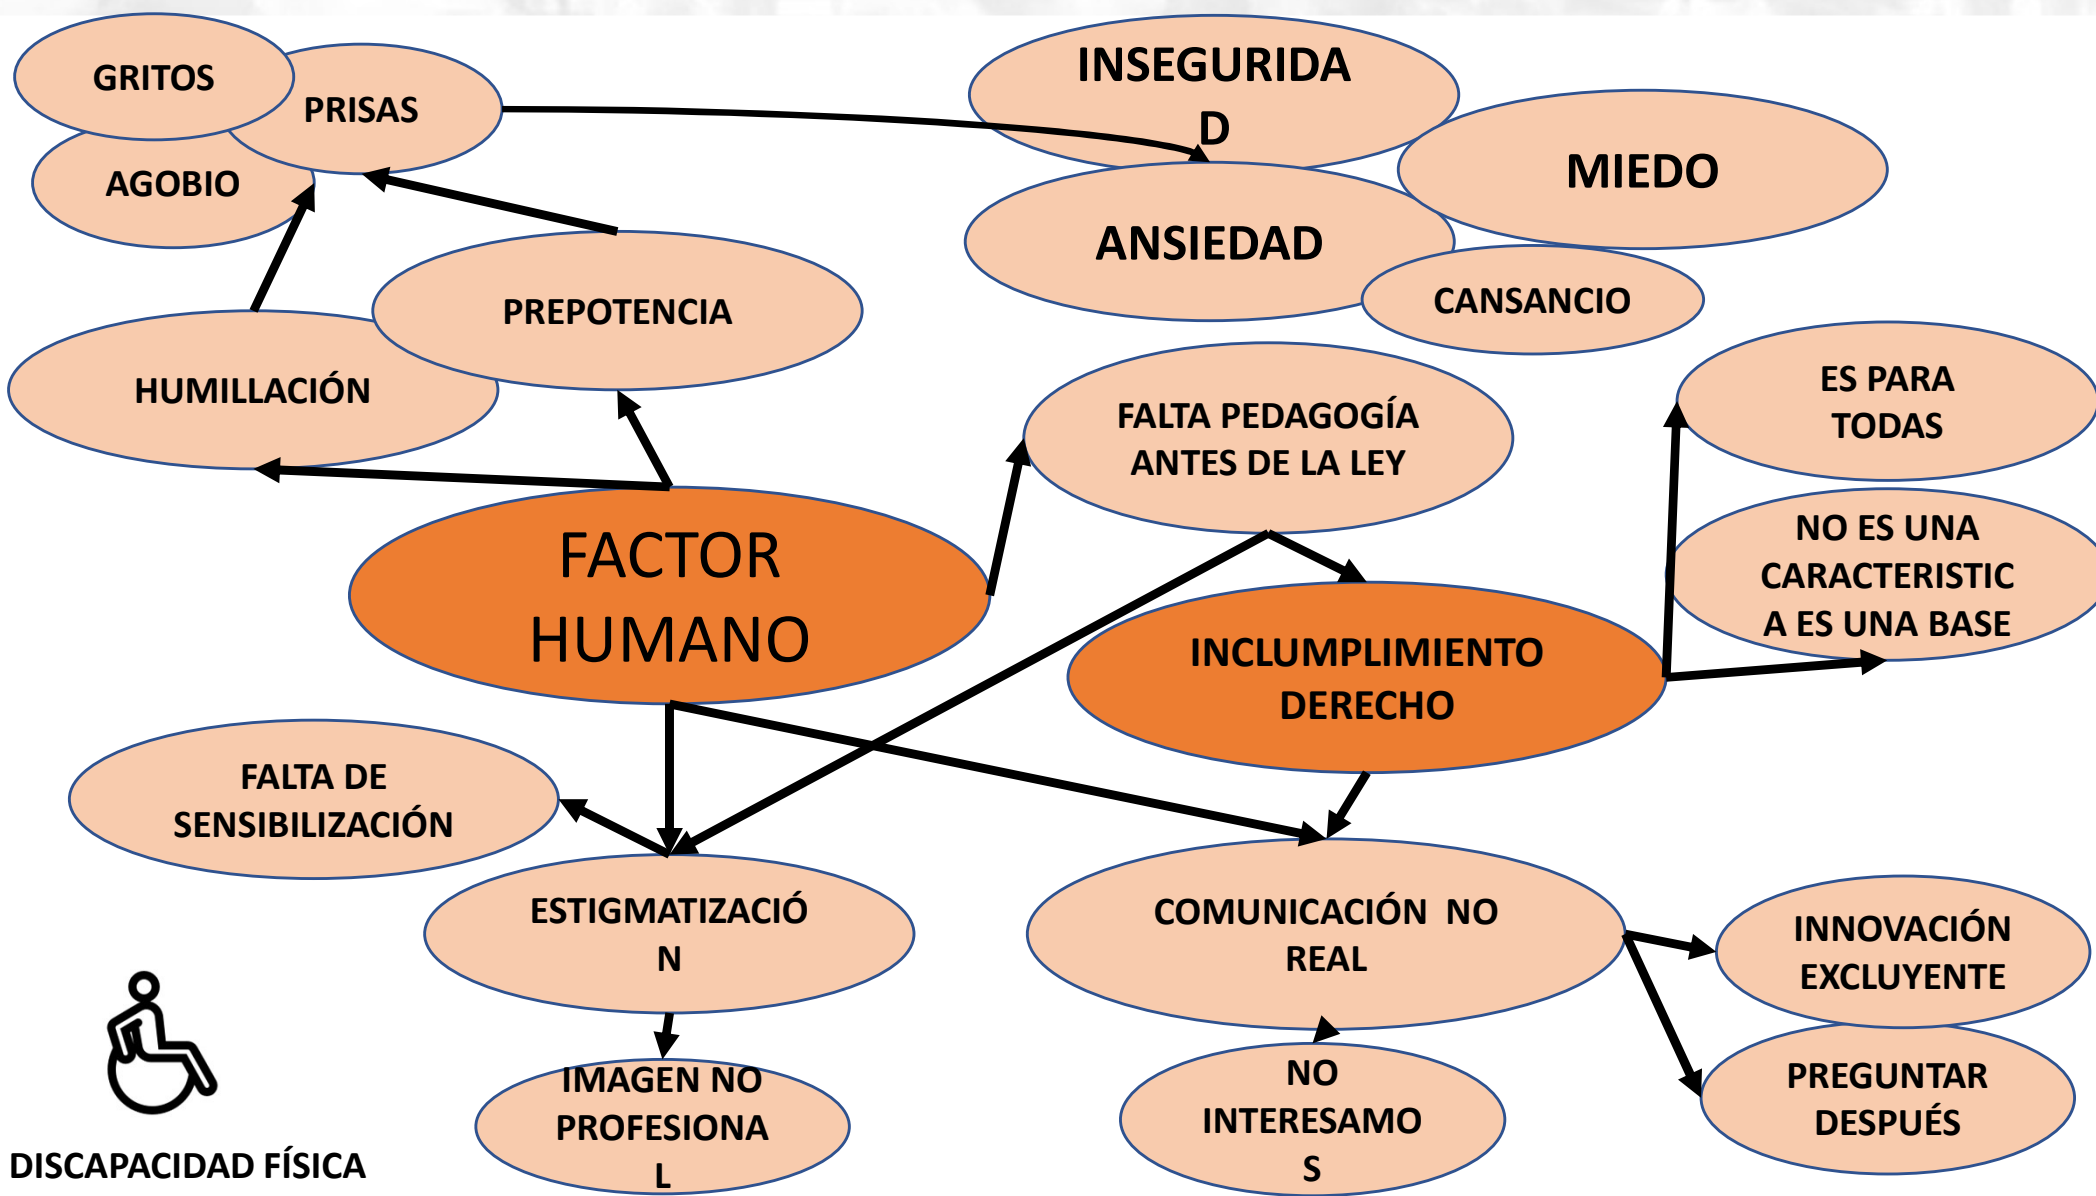 GRITOS
PRISAS
AGOBIO
INSEGURIDA
D
MIEDO
ANSIEDAD
CANSANCIO
PREPOTENCIA
HUMILLACIÓN
FALTA PEDAGOGÍA
ANTES DE LA LEY
ES PARA
TODAS
NO ES UNA
CARACTERISTIC
A ES UNA BASE
FACTOR
HUMANO
INCLUMPLIMIENTO
DERECHO
FALTA DE
SENSIBILIZACIÓN
ESTIGMATIZACIÓ
N
COMUNICACIÓN NO
REAL
INNOVACIÓN
EXCLUYENTE
IMAGEN NO
PROFESIONA
L
NO
INTERESAMO
S
PREGUNTAR
DESPUÉS
DISCAPACIDAD FÍSICA